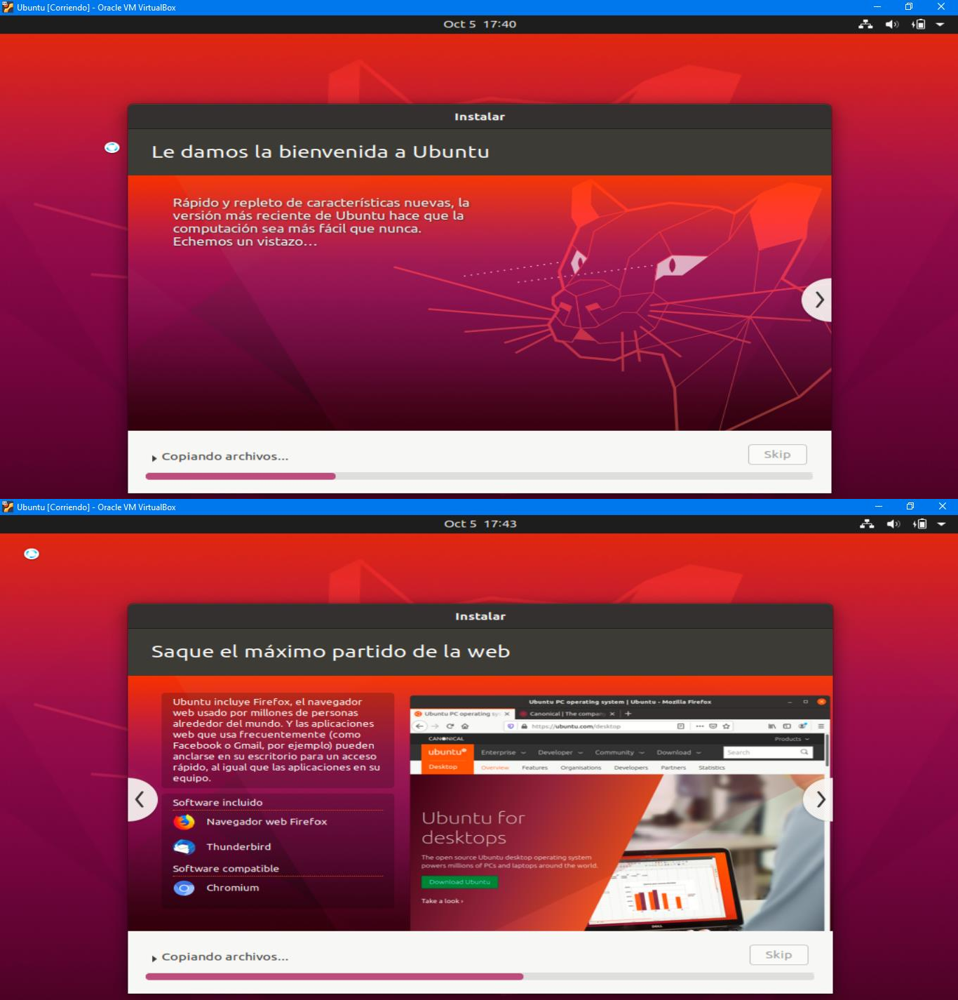 Ubuntu [Corriendo] - Oracle VM VirtualBox
Oct 5 17:40
Instalar
Le damos la bienvenida a Ubuntu
Rápido y repleto de características nuevas, la
versión más reciente de Ubuntu hace que la
computación sea más fácil que nunca.
Echemos un vistazo...
Copiando archivos...
Skip
Ubuntu [Corriendo] - Oracle VM VirtualBox
Oct 5 17:43
Instalar
Saque el máximo partido de la web
Ubuntu incluye Firefox, el navegador
web usado por millones de personas
alrededor del mundo. Y las aplicaciones
web que usa frecuentemente (como
Facebook o Gmail, por ejemplo) pueden
anclarse en su escritorio para un acceso
rápido, al igual que las aplicaciones en su
equipo.
Software incluido
Navegador web Firefox
Thunderbird
Software compatible
Chromium
Ubuntu PC operating system | Ubuntu - Mozilla Firefox
Ubuntu PC operating sy
Canonical | The company
https://ubuntu.com/desktop
CANONICAL
Products
ubuntu
Enterprise
Developer
Community
Download
Search
Desktop
Overview
Features
Organisations
Developers
Partners
Statistics
Ubuntu for
desktops
The open source Ubuntu desktop operating system
powers millions of PCs and laptops around the world.
Download Ubuntu
Take a look ›
DELL
Copiando archivos...
Skip